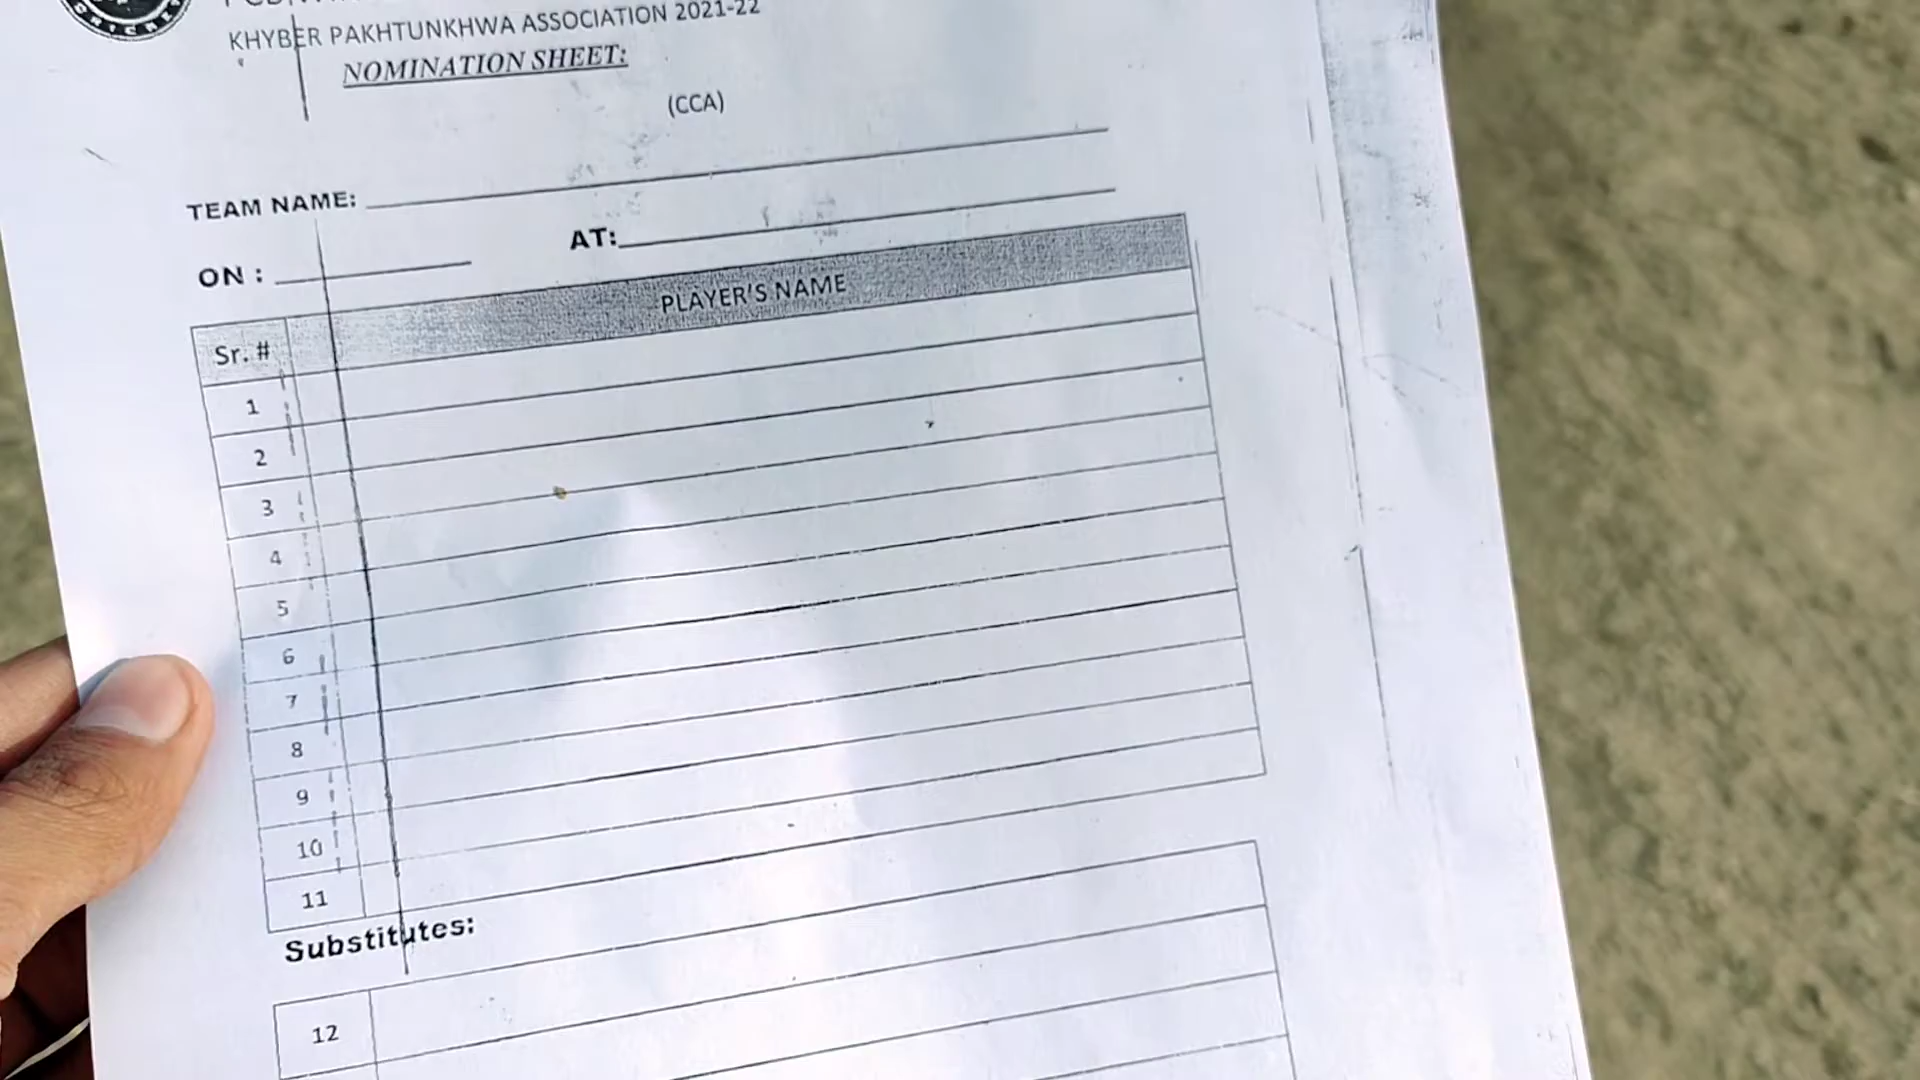 KHYBER PAKHTUNKHWA ASSOCIATION 2021-22
NOMINATION SHEET:
(CCA)
TEAM NAME:
ON : AT:
Sr. # PLAYER'S NAME
1
2
3
4
5
6
7
8
9
10
11
Substitutes:
12